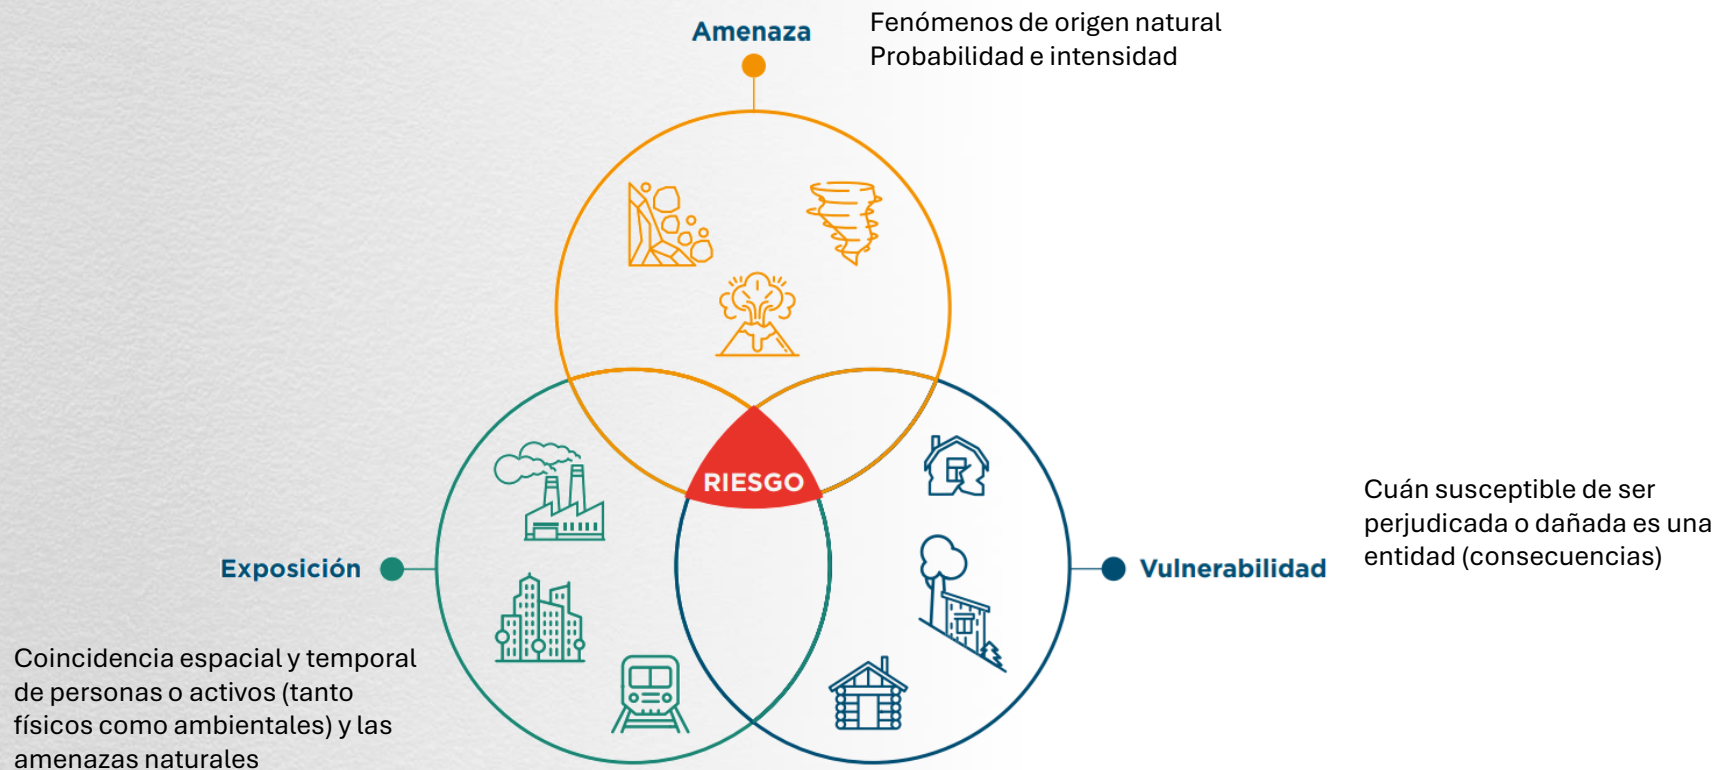 Amenaza
Fenómenos de origen natural
Probabilidad e intensidad
RIESGO
Exposición
Vulnerabilidad
Cuán susceptible de ser
perjudicada o dañada es una
entidad (consecuencias)
Coincidencia espacial y temporal
de personas o activos (tanto
físicos como ambientales) y las
amenazas naturales